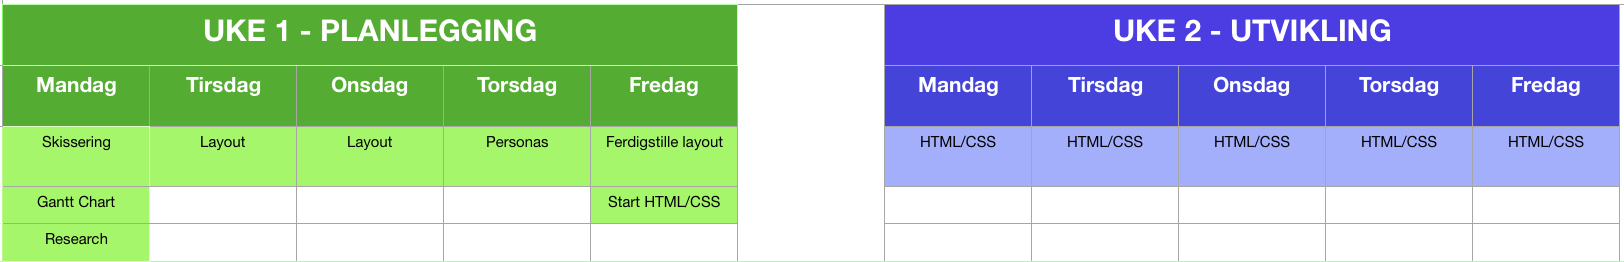 UKE 1 - PLANLEGGING
Mandag Tirsdag Onsdag Torsdag Fredag
Skissering Layout Layout Personas Ferdigstille layout
Gantt Chart Start HTML/CSS
Research
UKE 2 - UTVIKLING
Mandag Tirsdag Onsdag Torsdag Fredag
HTML/CSS HTML/CSS HTML/CSS HTML/CSS HTML/CSS